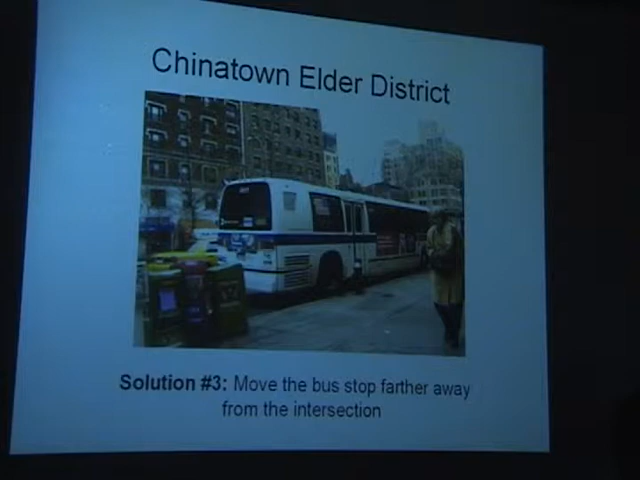 Chinatown Elder District
Solution #3: Move the bus stop farther away
from the intersection